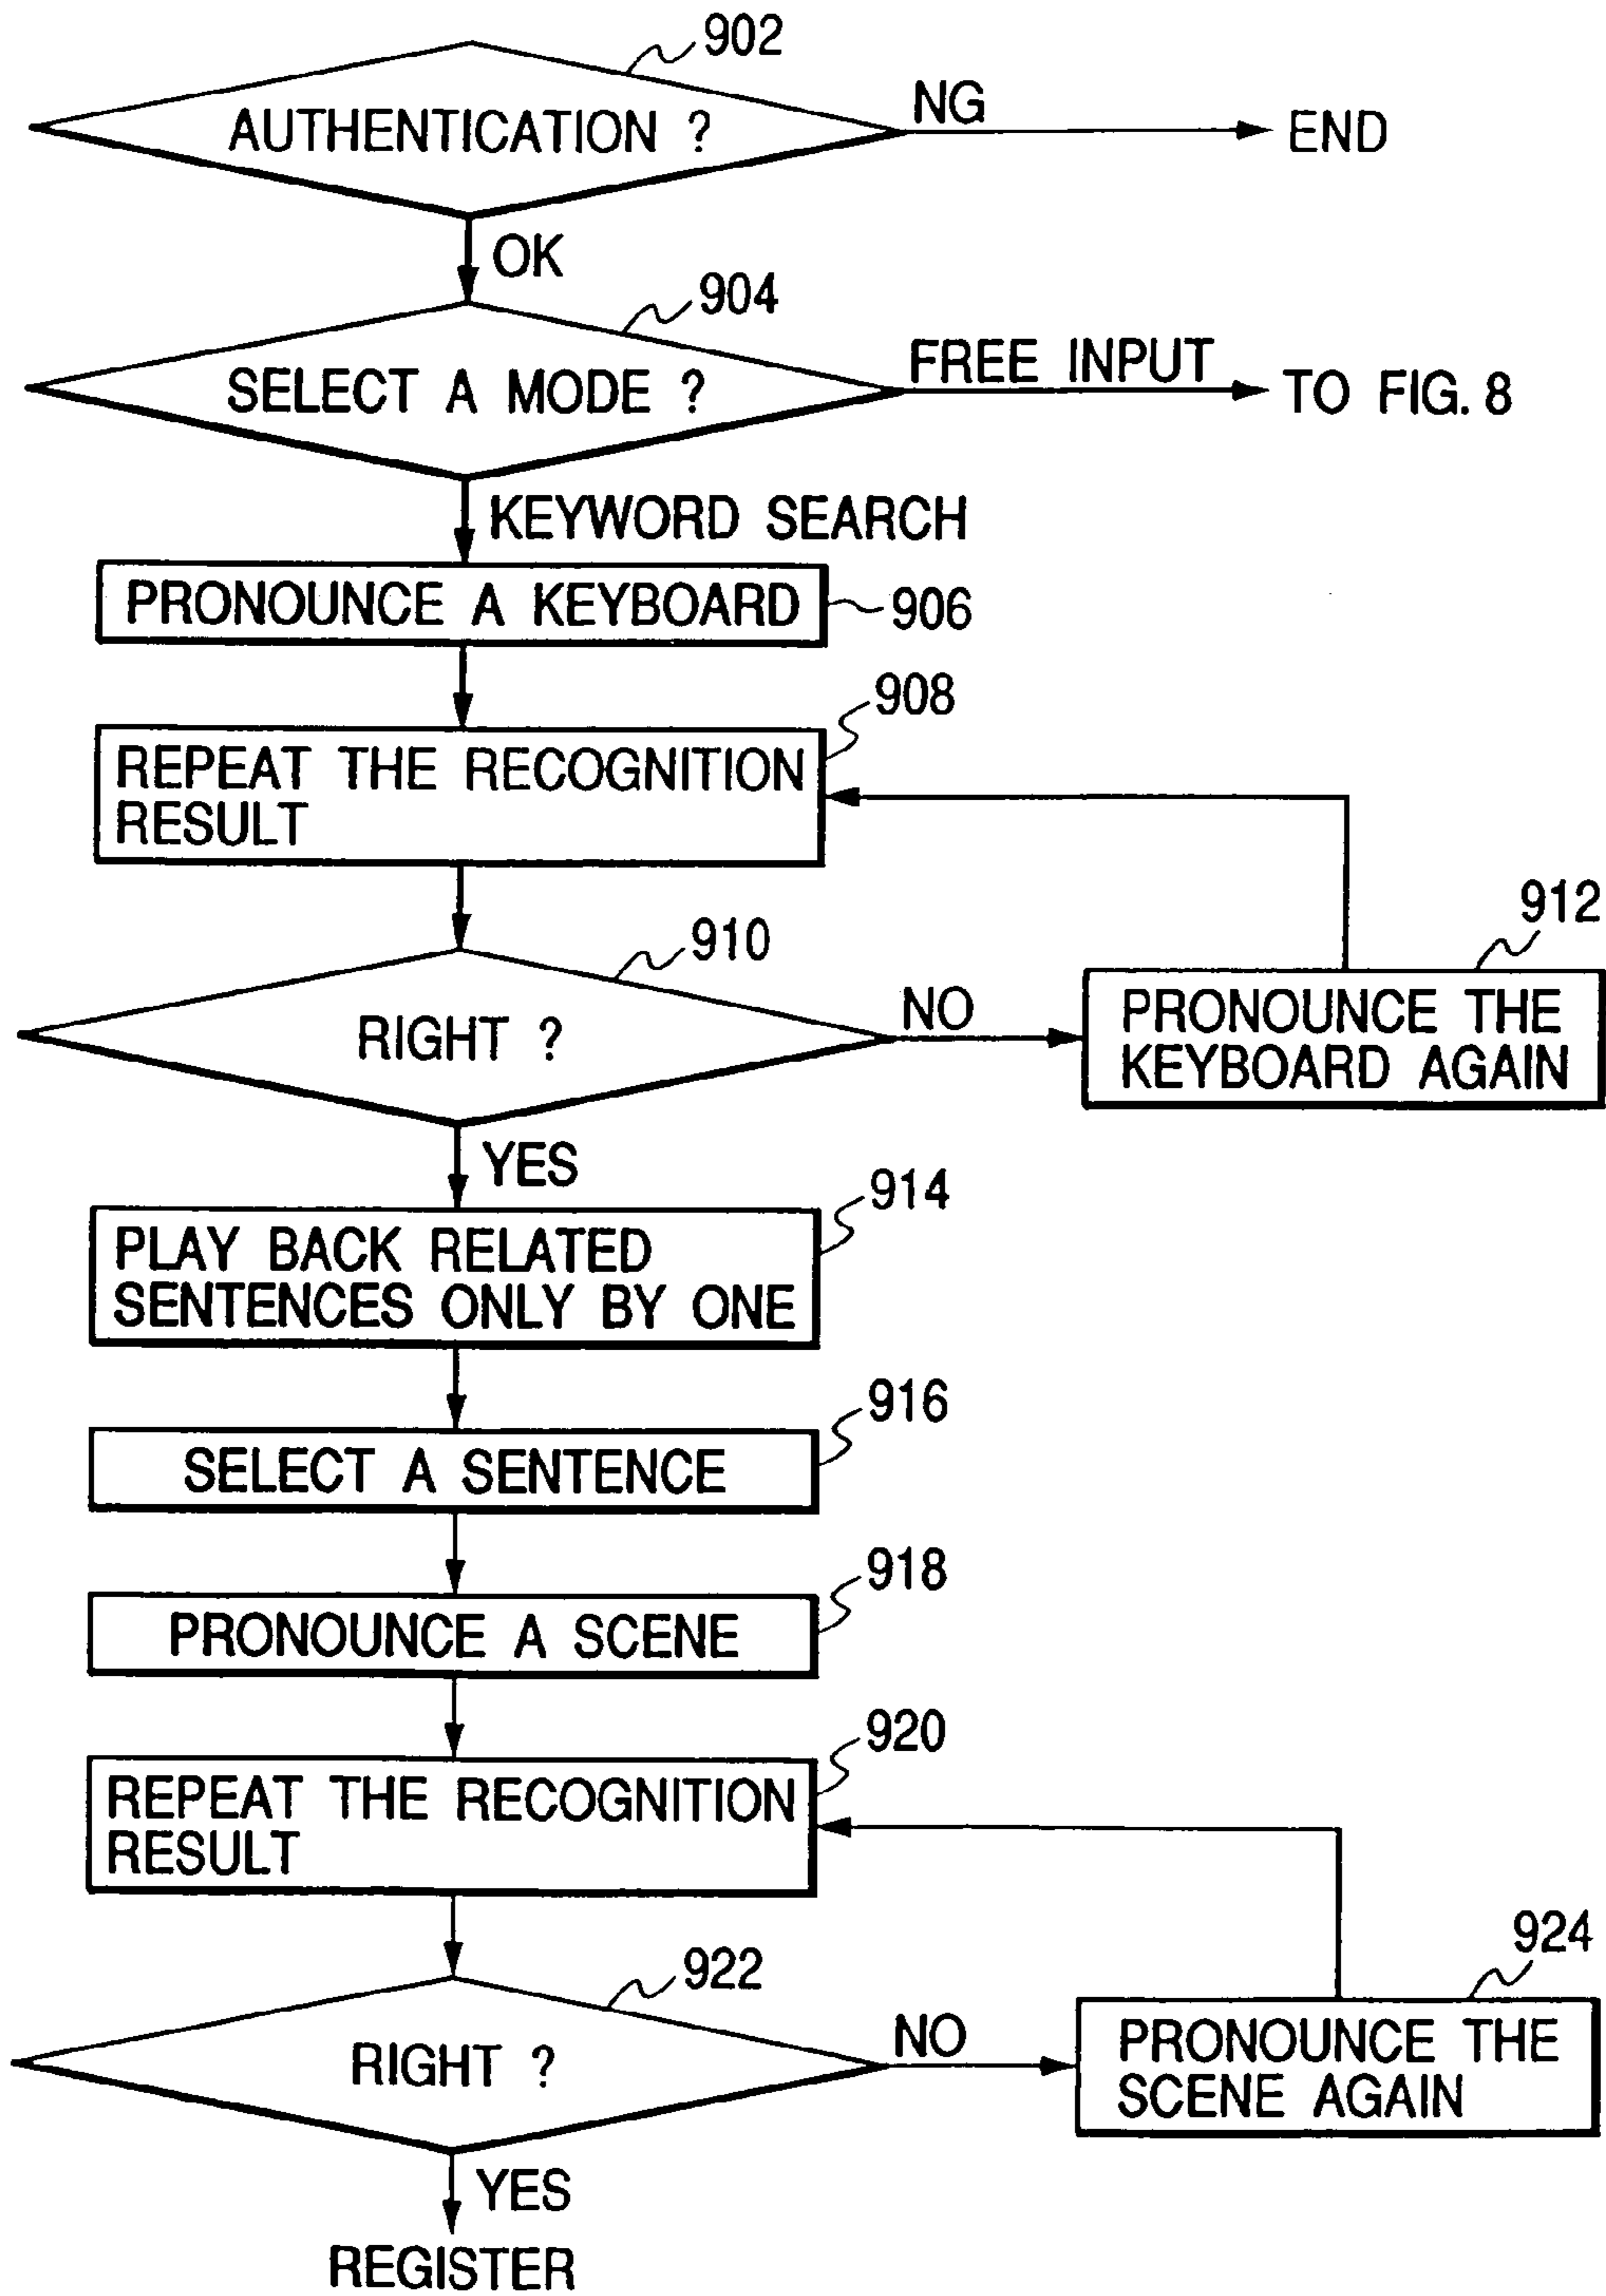 902
AUTHENTICATION ?
NG
END
OK
904
SELECT A MODE ?
FREE INPUT
TO FIG. 8
KEYWORD SEARCH
PRONOUNCE A KEYBOARD
906
908
REPEAT THE RECOGNITION
RESULT
910
RIGHT ?
NO
912
PRONOUNCE THE
KEYBOARD AGAIN
YES
914
PLAY BACK RELATED
SENTENCES ONLY BY ONE
916
SELECT A SENTENCE
918
PRONOUNCE A SCENE
920
REPEAT THE RECOGNITION
RESULT
922
RIGHT ?
NO
924
PRONOUNCE THE
SCENE AGAIN
YES
REGISTER